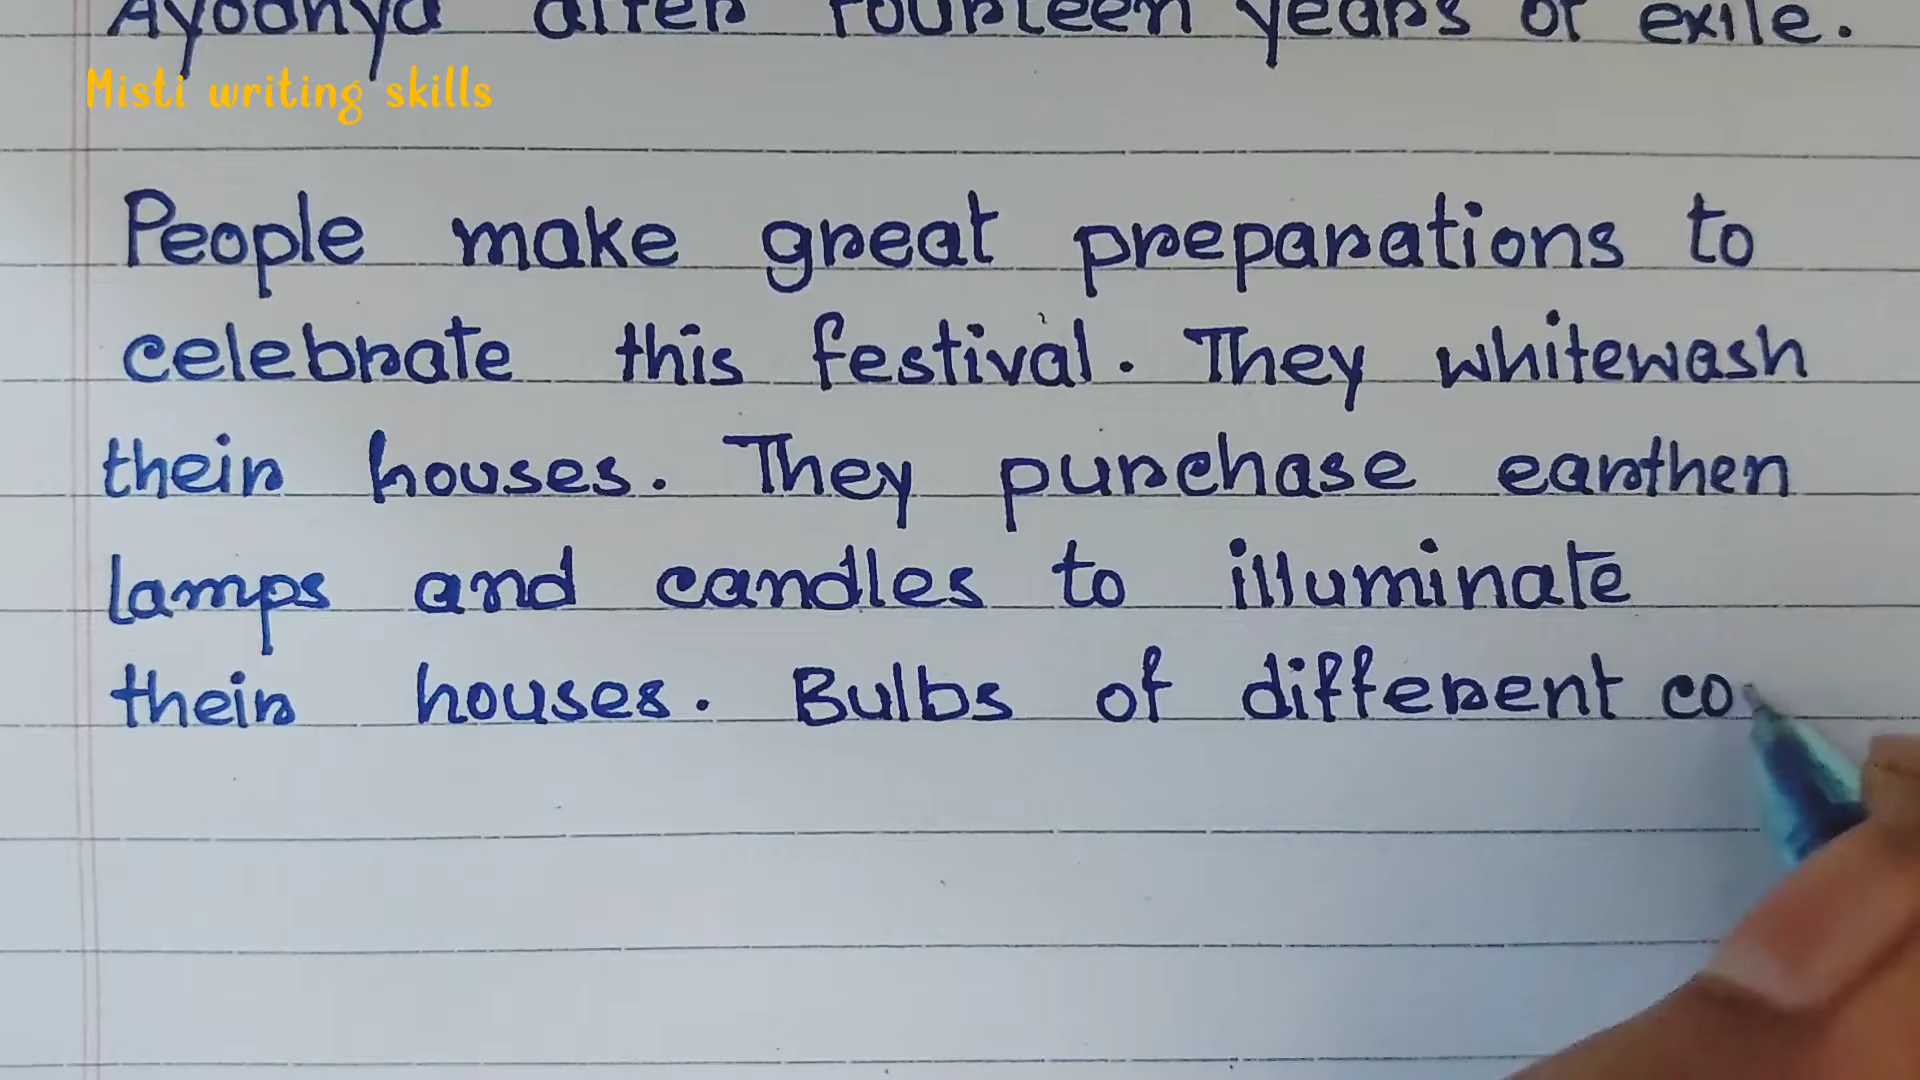 Ayodhya after fourteen years of exile.
Misti writing skills
People make great preparations to
celebrate this festival. They whitewash
their houses. They purchase earthen
lamps and candles to illuminate
their houses. Bulbs of different co